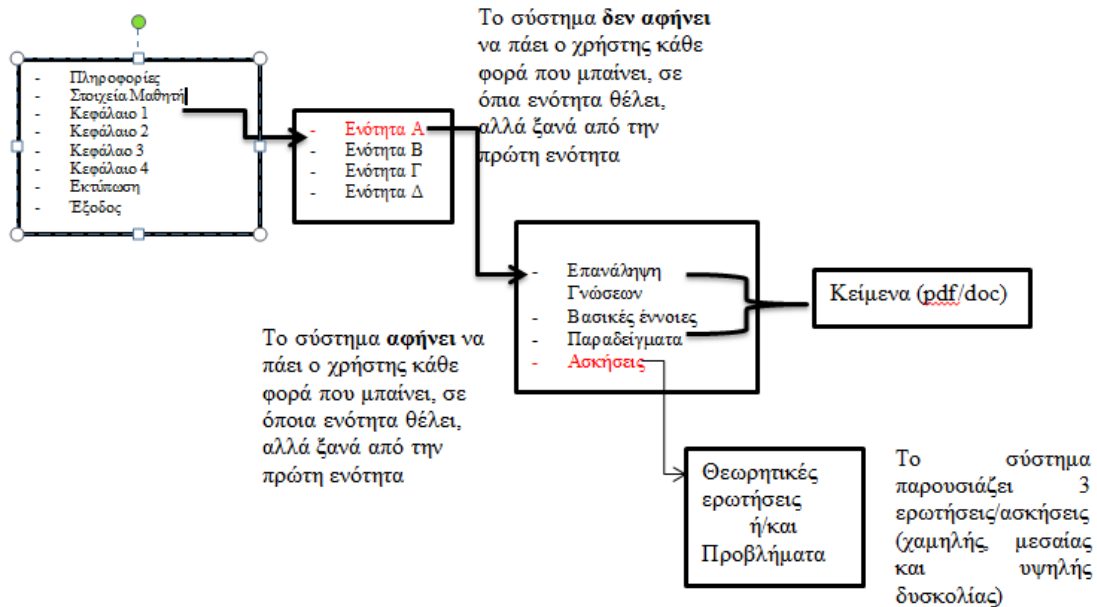 - Πληροφορίες
- Στοιχεία Μαθητή
- Κεφάλαιο 1
- Κεφάλαιο 2
- Κεφάλαο 3
- Κεφάλαιο 4
- Εκτύπωση
- Έξοδος
- Ενότητα Α
- Ενότητα Β
- Ενότητα Γ
- Ενότητα Δ
Το σύστημα δεν αφήνει
να πάει ο χρήστης κάθε
φορά που μπαίνει, σε
όπια ενότητα θέλει,
αλλά ξανά από την
πρώτη ενότητα
- Επανάληψη
Γνώσεων
- Βασικές έννοιες
- Παραδείγματα
- Ασκήσεις
Κείμενα (pdf/doc)
Το σύστημα αφήνει να
πάει ο χρήστης κάθε
φορά που μπαίνει, σε
όποια ενότητα θέλει,
αλλά ξανά από την
πρώτη ενότητα
Θεωρητικές
ερωτήσεις
ή/και
Προβλήματα
Το σύστημα
παρουσιάζει 3
ερωτήσεις/ασκήσεις
(χαμηλής, μεσαίας
και υψηλής
δυσκολίας)